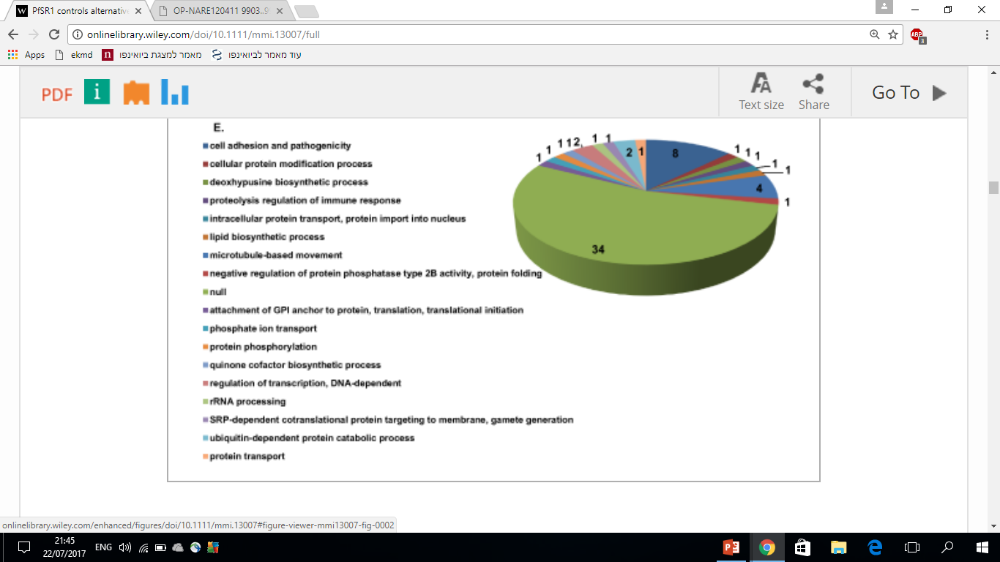 PfSR1 controls alternativ
OP-NARE120411 9903..9
onlinelibrary.wiley.com/doi/10.1111/mmi.13007/full
ABP
3
Apps
ekmd
מאמר למצגת ביואינפו
עוד מאמר לביואינפו
PDF
Text size
Share
Go To
E.
cell adhesion and pathogenicity
cellular protein modification process
deoxhypusine biosynthetic process
proteolysis regulation of immune response
intracellular protein transport, protein import into nucleus
lipid biosynthetic process
microtubule-based movement
negative regulation of protein phosphatase type 2B activity, protein folding
null
attachment of GPI anchor to protein, translation, translational initiation
phosphate ion transport
protein phosphorylation
quinone cofactor biosynthetic process
regulation of transcription, DNA-dependent
rRNA processing
SRP-dependent cotranslational protein targeting to membrane, gamete generation
ubiquitin-dependent protein catabolic process
protein transport
1 1 1 1 2, 1 1 2 1 8 1 1 1 1 1 4 1
34
onlinelibrary.wiley.com/enhanced/figures/doi/10.1111/mmi.13007#figure-viewer-mmi13007-fig-0002
21:45
22/07/2017
ENG